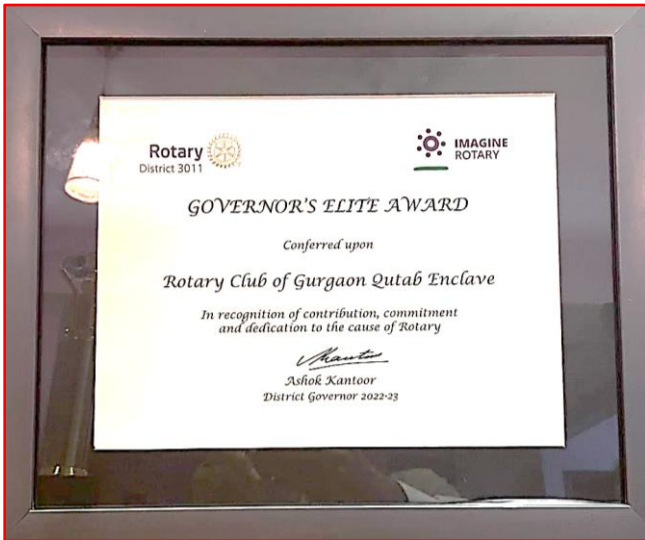 Rotary
District 3011
IMAGINE
ROTARY
GOVERNOR'S ELITE AWARD
Conferred upon
Rotary Club of Gurgaon Qutab Enclave
In recognition of contribution, commitment
and dedication to the cause of Rotary
Ashok Kantoor
District Governor 2022-23